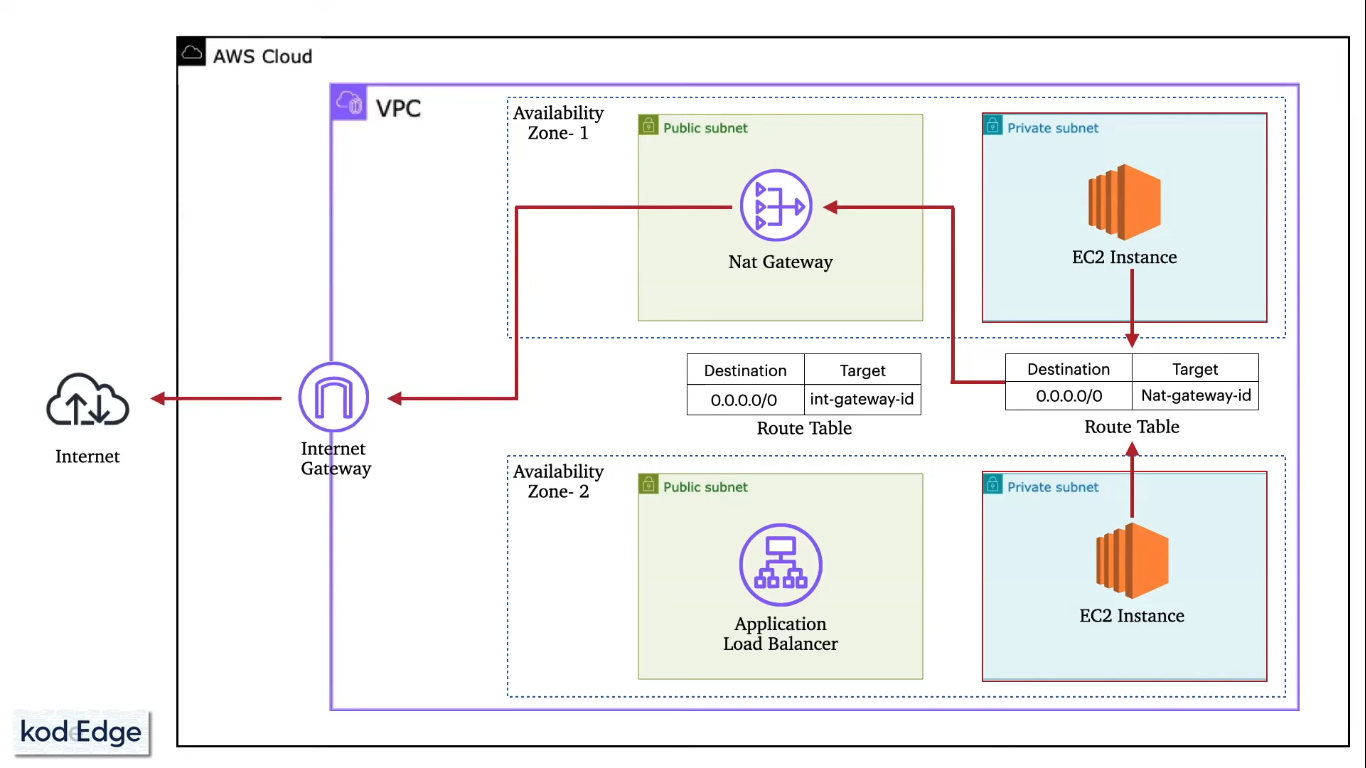 AWS Cloud
VPC
Availability
Zone- 1
Public subnet
Nat Gateway
Private subnet
EC2 Instance
Destination Target
0.0.0.0/0 int-gateway-id
Route Table
Destination Target
0.0.0.0/0 Nat-gateway-id
Route Table
Internet
Internet
Gateway
Availability
Zone- 2
Public subnet
Application
Load Balancer
Private subnet
EC2 Instance
kodEdge